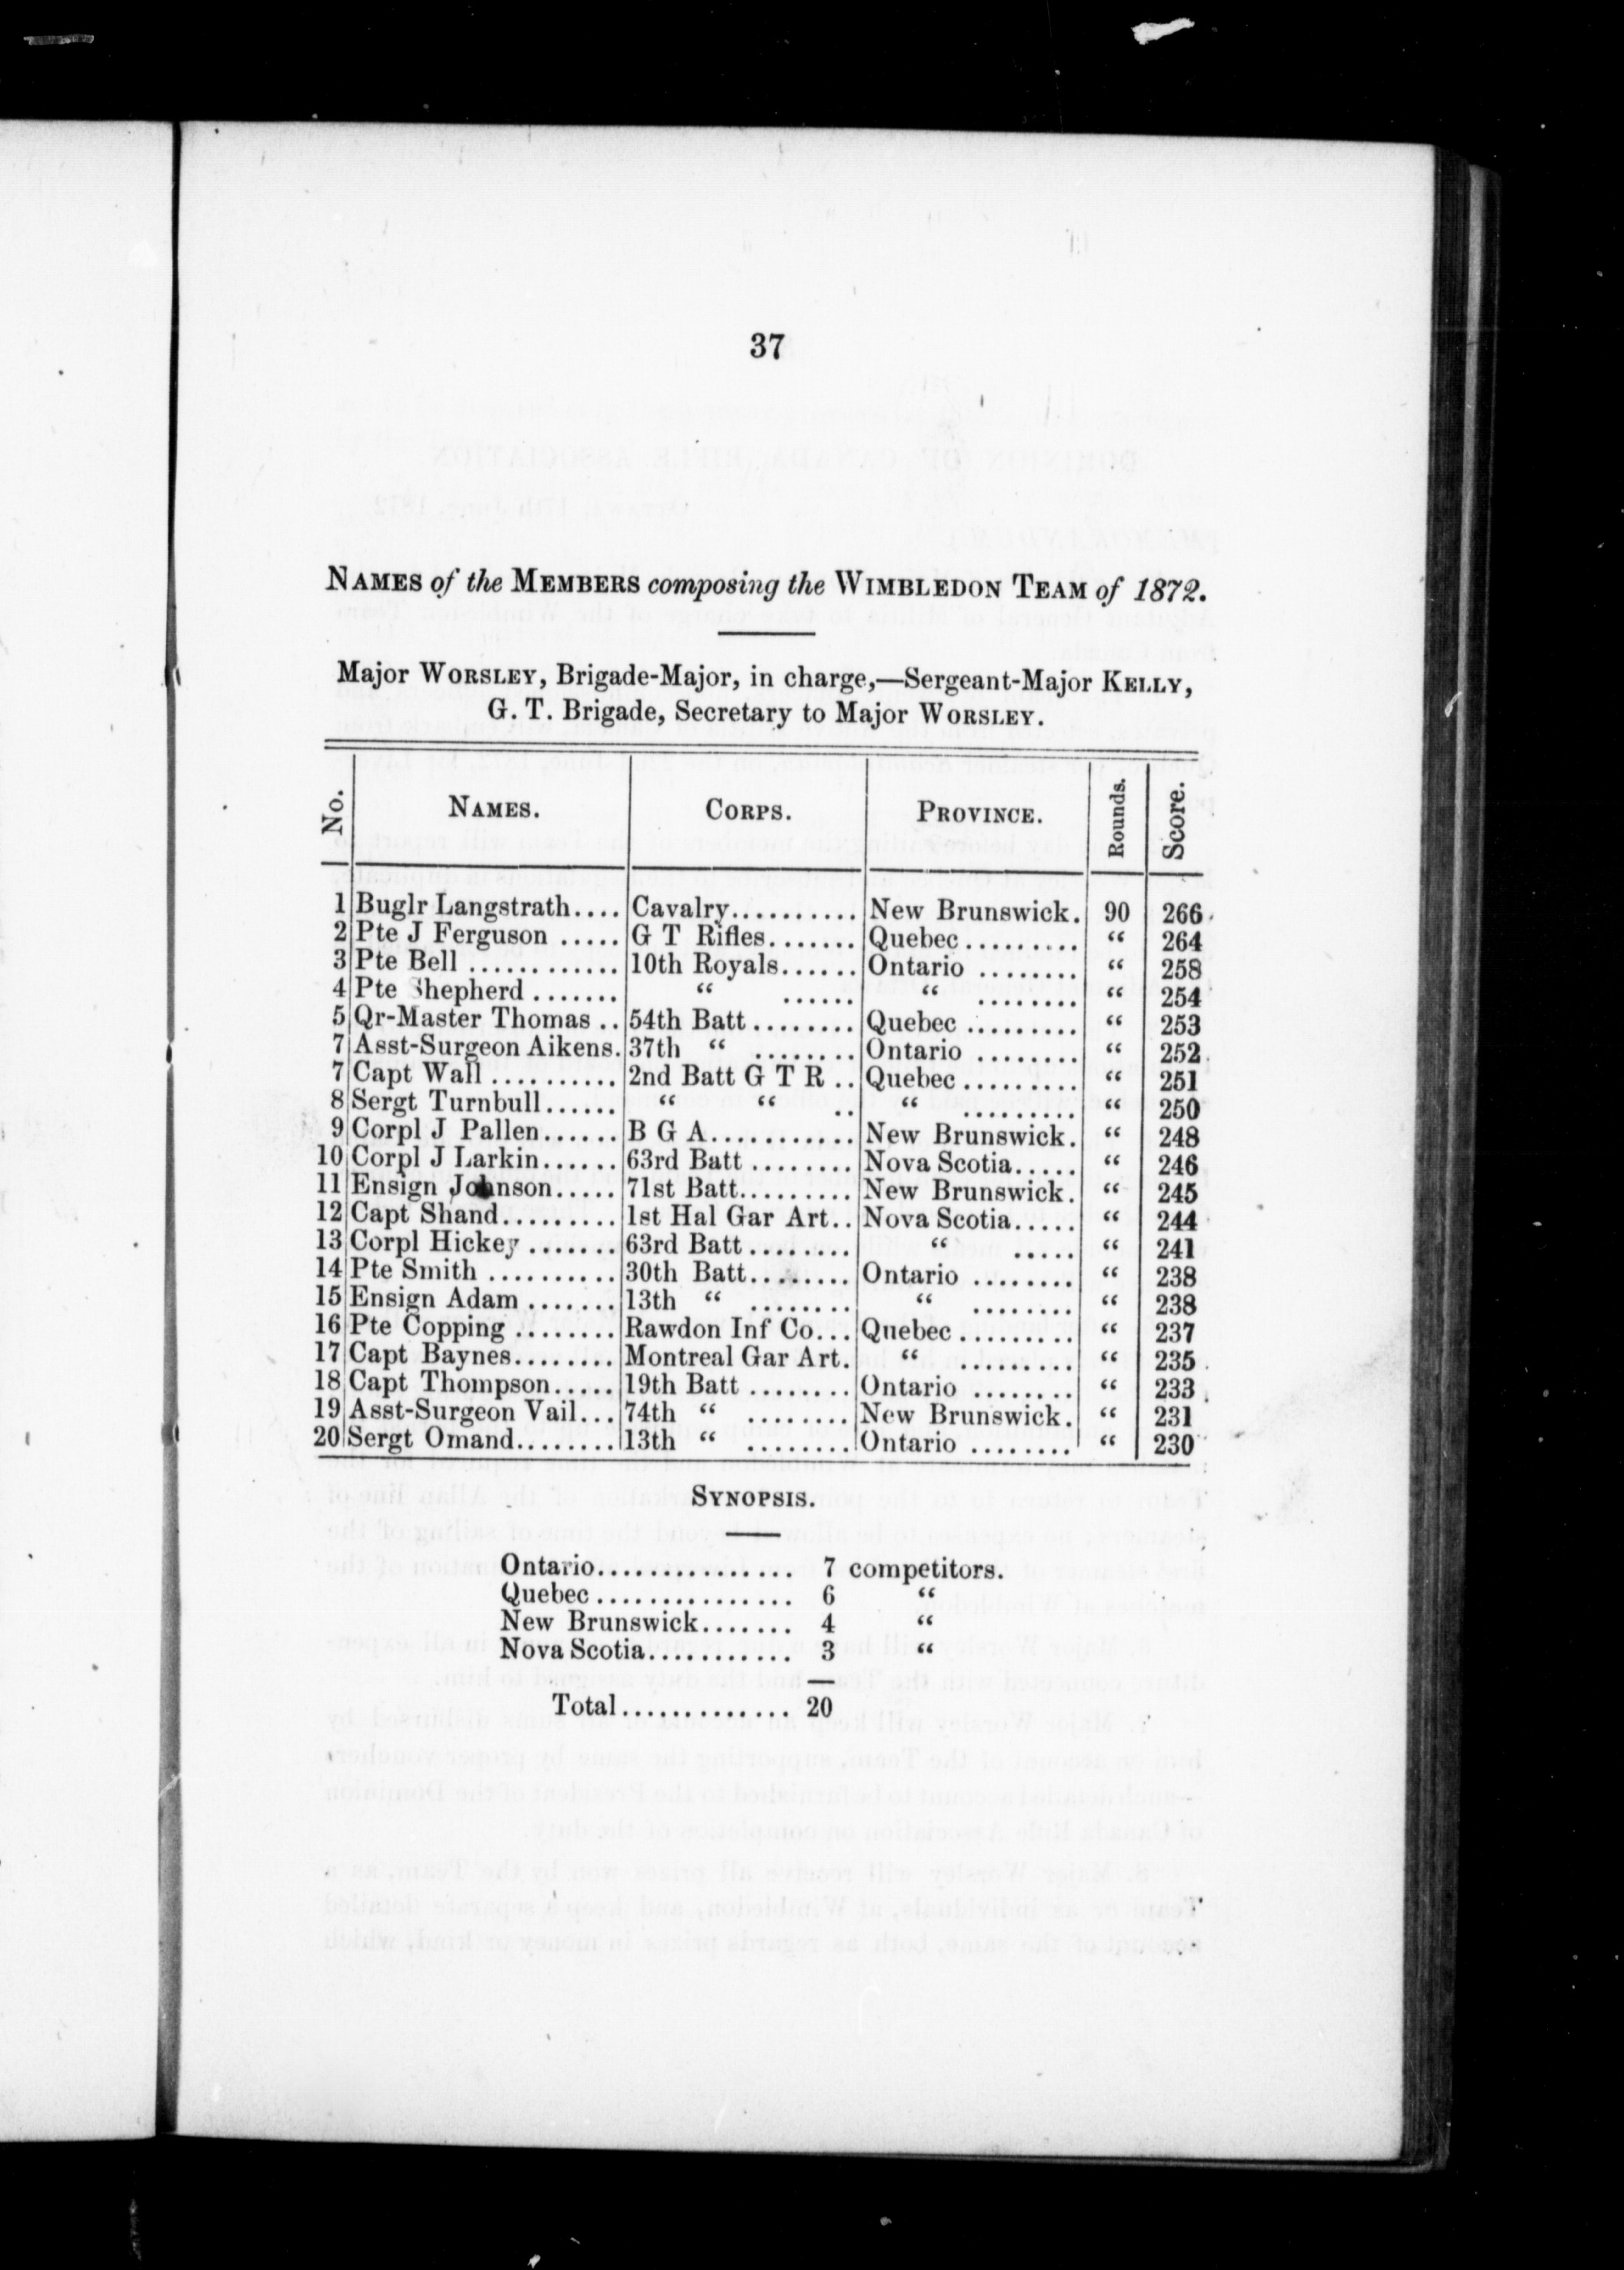 37
NAMES of the MEMBERS composing the WIMBLEDON TEAM of 1872.
Major WORSLEY, Brigade-Major, in charge,—Sergeant-Major KELLY,
G. T. Brigade, Secretary to Major WORSLEY.
No. NAMES. CORPS. PROVINCE. Rounds. Score.
1 Buglr Langstrath.... Cavalry.......... New Brunswick. 90 266
2 Pte J Ferguson ..... G T Rifles....... Quebec......... “ 264
3 Pte Bell ............ 10th Royals...... Ontario ........ “ 258
4 Pte Shepherd ....... “ ...... “ ........ “ 254
5 Qr-Master Thomas .. 54th Batt ........ Quebec ......... “ 253
7 Asst-Surgeon Aikens. 37th “ ........ Ontario ........ “ 252
7 Capt Wall .......... 2nd Batt G T R .. Quebec ......... “ 251
8 Sergt Turnbull...... “ “ .. “ ......... “ 250
9 Corpl J Pallen...... B G A........... New Brunswick. “ 248
10 Corpl J Larkin...... 63rd Batt ........ Nova Scotia..... “ 246
11 Ensign Johnson..... 71st Batt......... New Brunswick. “ 245
12 Capt Shand......... 1st Hal Gar Art.. Nova Scotia..... “ 244
13 Corpl Hickey ....... 63rd Batt ........ “ ..... “ 241
14 Pte Smith .......... 30th Batt........ Ontario ........ “ 238
15 Ensign Adam ....... 13th “ ........ “ ........ “ 238
16 Pte Copping ........ Rawdon Inf Co... Quebec ......... “ 237
17 Capt Baynes........ Montreal Gar Art. “ ......... “ 235
18 Capt Thompson..... 19th Batt ........ Ontario ........ “ 233
19 Asst-Surgeon Vail... 74th “ ........ New Brunswick. “ 231
20 Sergt Omand........ 13th “ ........ Ontario ........ “ 230
SYNOPSIS.
Ontario............... 7 competitors.
Quebec ............... 6 “
New Brunswick....... 4 “
Nova Scotia........... 3 “
Total............. 20